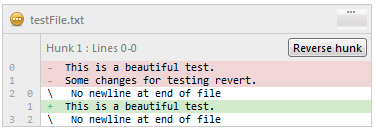 testFile.txt ...
Hunk 1 : Lines 0-0 Reverse hunk
0 - This is a beautiful test.
1 - Some changes for testing revert.
2 0 \ No newline at end of file
1 + This is a beautiful test.
3 2 \ No newline at end of file